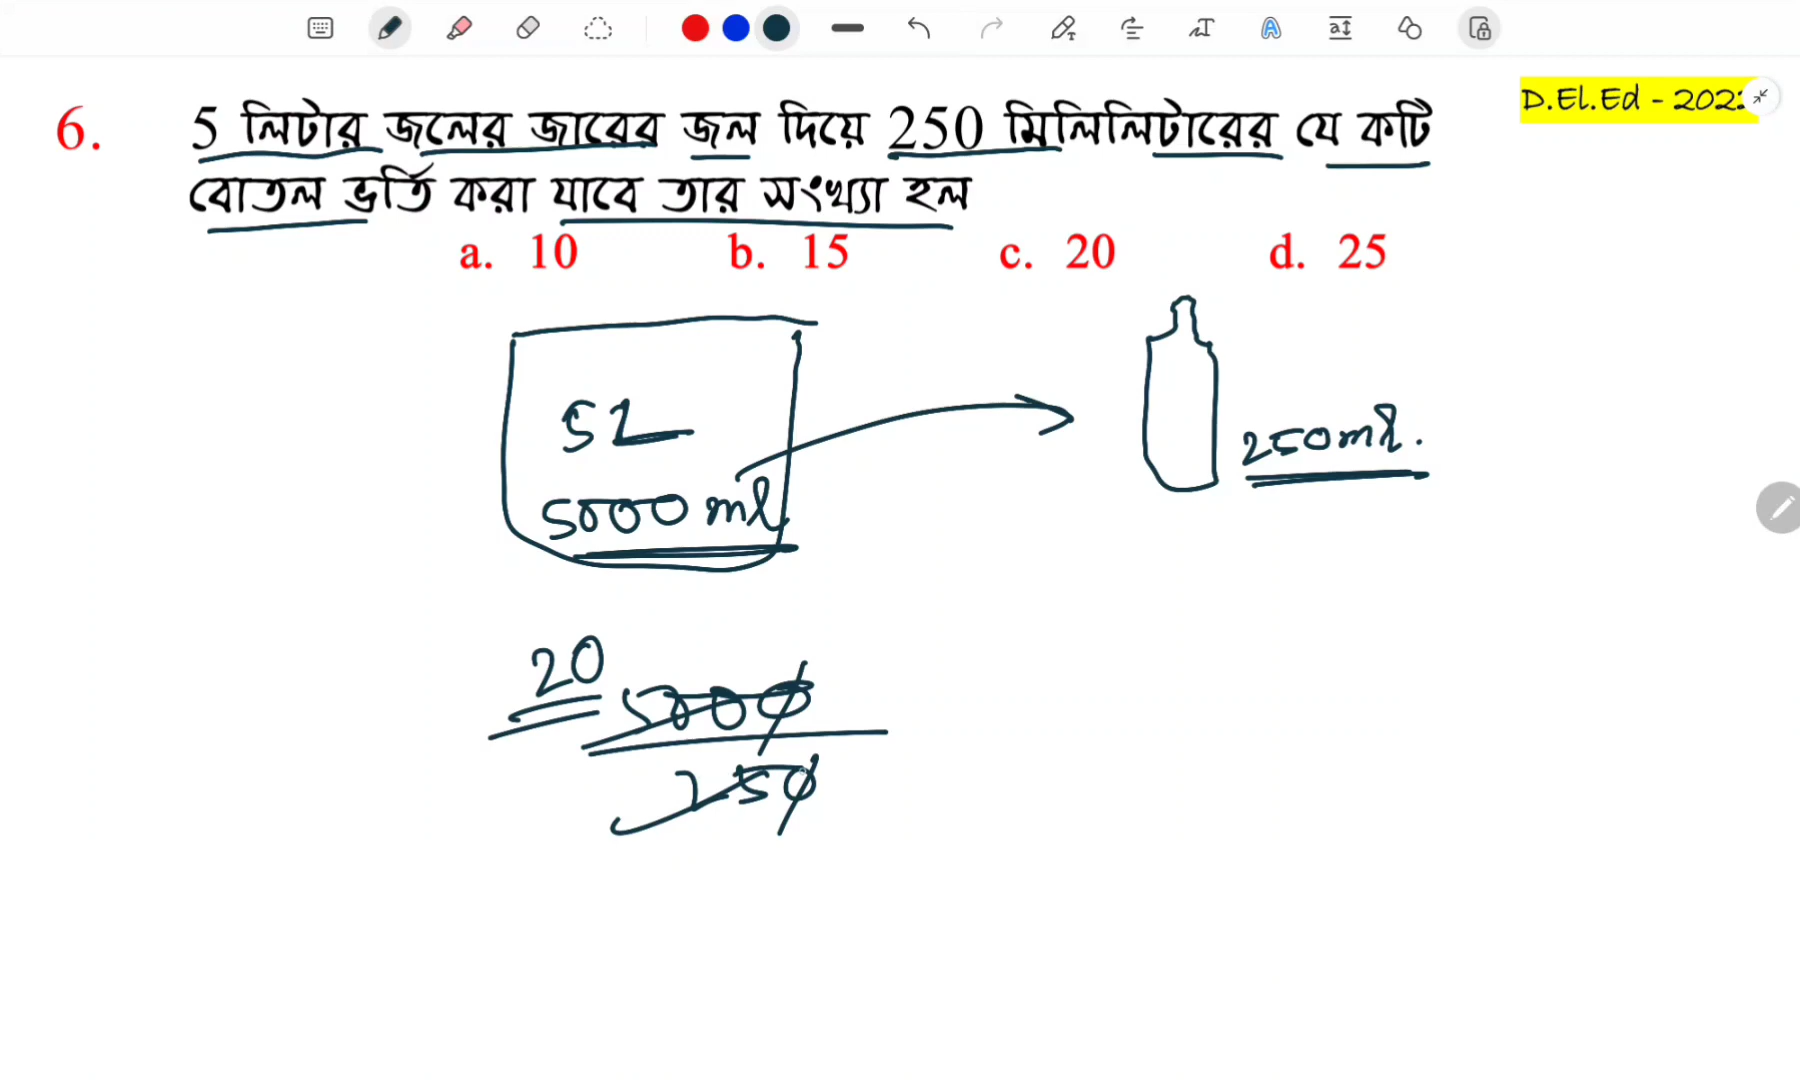 D.El.Ed - 202
6. 5 লিটার জলের জারের জল দিয়ে 250 মিলিলিটারের যে কটি
বোতল ভর্তি করা যাবে তার সংখ্যা হল
a. 10 b. 15 c. 20 d. 25
5L
5000 ml
250ml.
20 5000
250